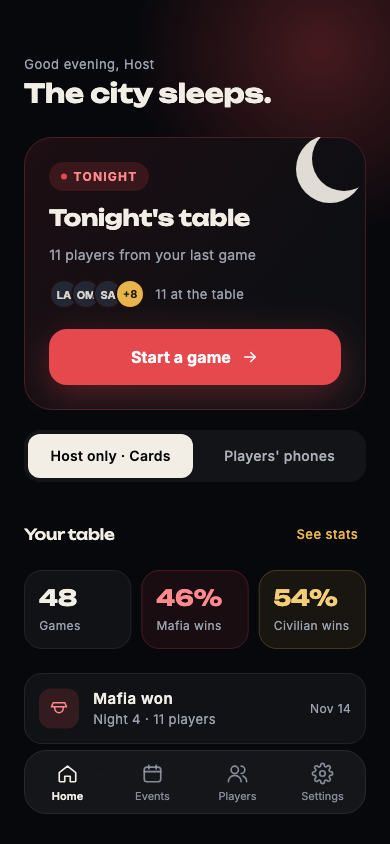 Good evening, Host
The city sleeps.
TONIGHT
Tonight's table
11 players from your last game
LA OM SA +8 11 at the table
Start a game →
Host only · Cards Players' phones
Your table See stats
48 46% 54%
Games Mafia wins Civilian wins
Mafia won
Night 4 · 11 players Nov 14
Home Events Players Settings